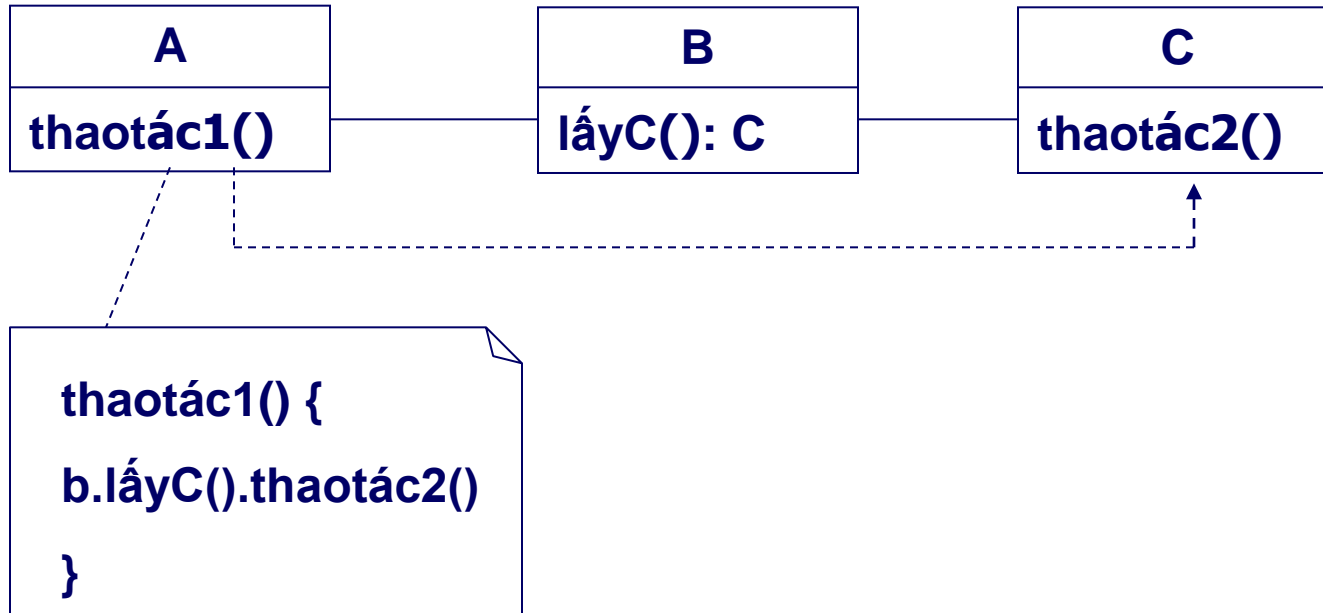 A
thaotác1()
B
lấyC(): C
C
thaotác2()
thaotác1() {
b.lấyC().thaotác2()
}